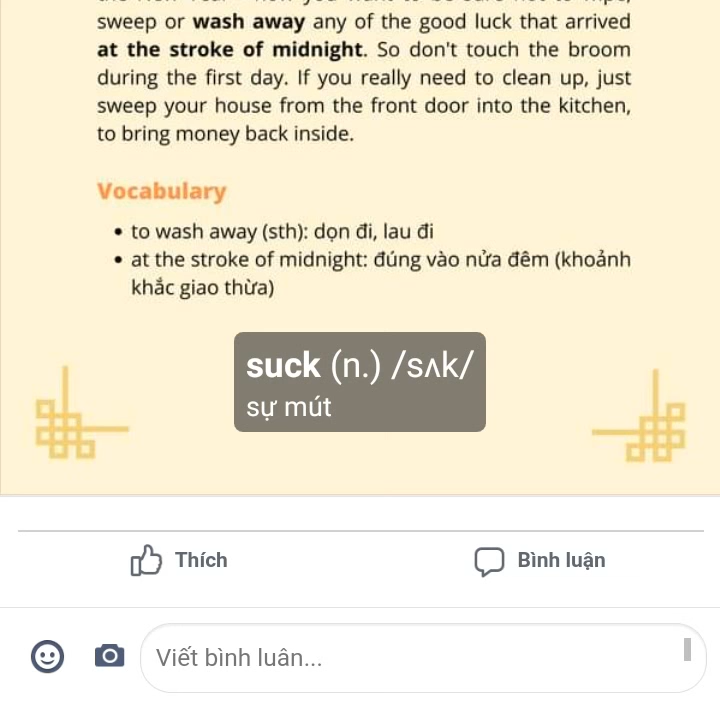 sweep or wash away any of the good luck that arrived
at the stroke of midnight. So don't touch the broom
during the first day. If you really need to clean up, just
sweep your house from the front door into the kitchen,
to bring money back inside.
Vocabulary
• to wash away (sth): dọn đi, lau đi
• at the stroke of midnight: đúng vào nửa đêm (khoảnh
khắc giao thừa)
suck (n.) /sʌk/
sự mút
Thích
Bình luận
Viết bình luân...